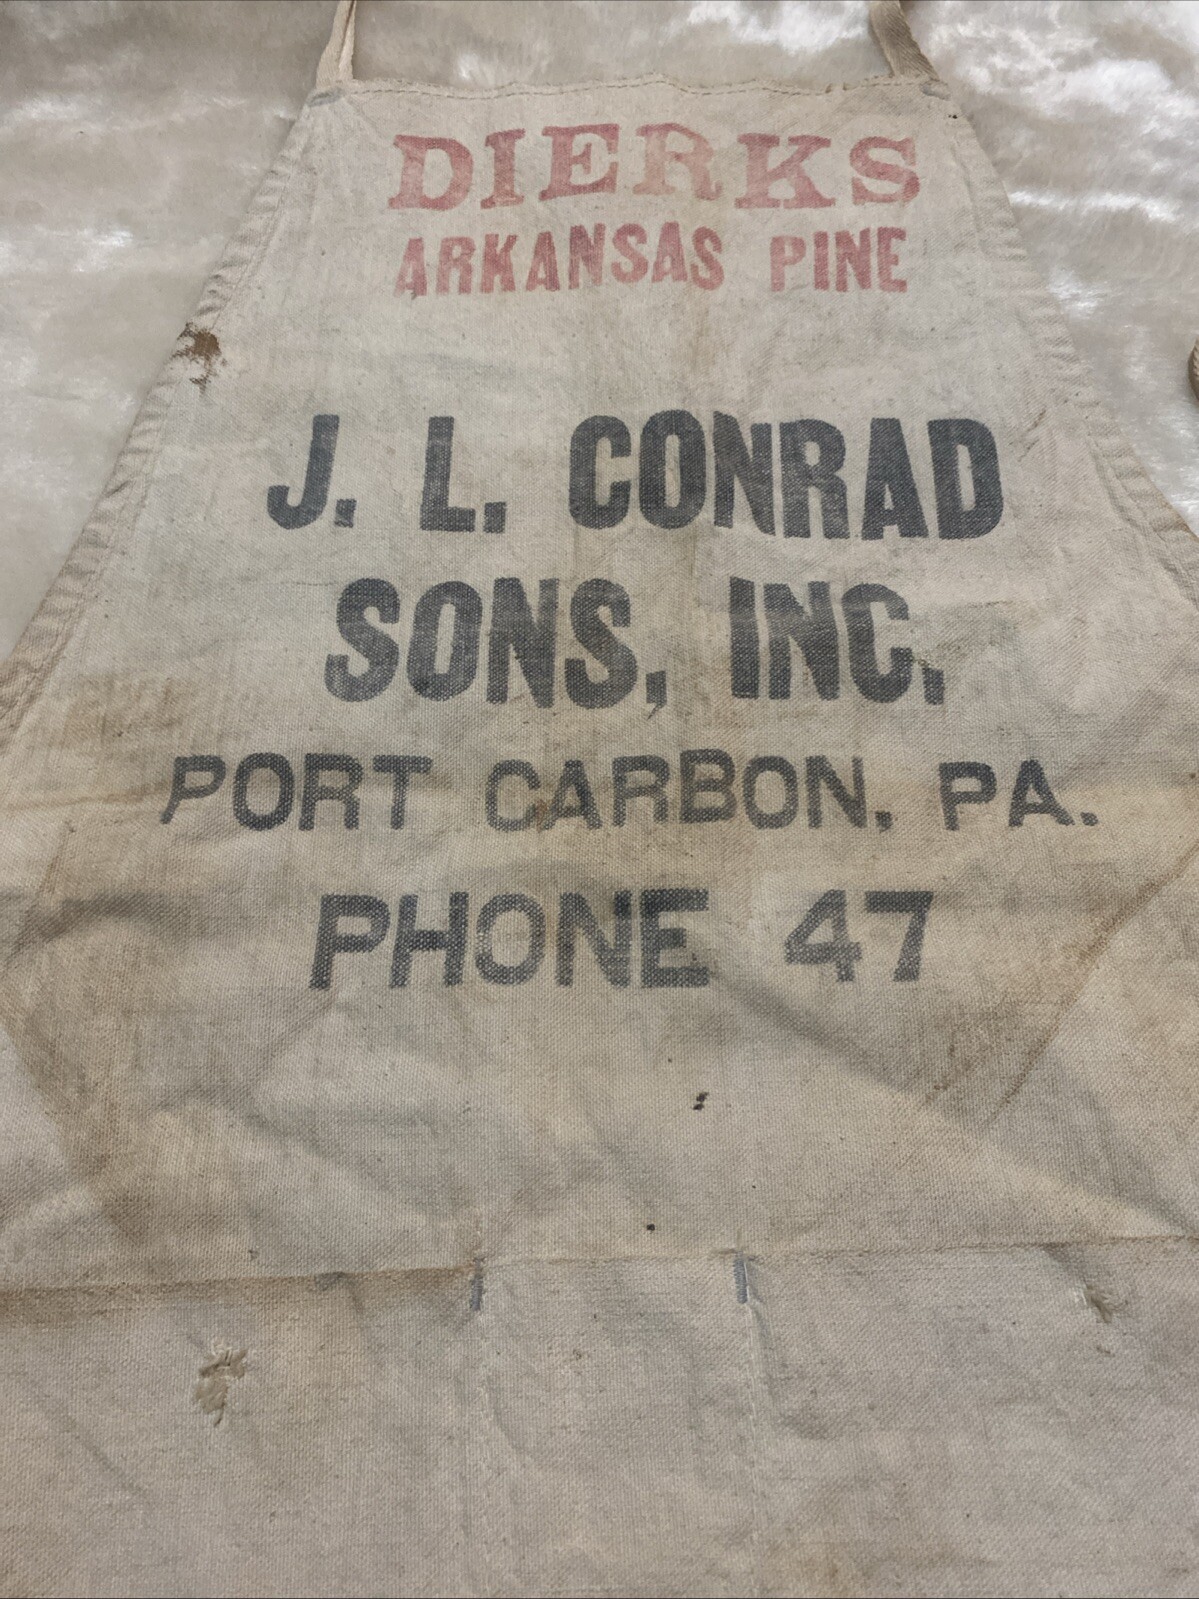 DIERKS
ARKANSAS PINE
J. L. CONRAD
SONS, INC.
PORT CARBON, PA.
PHONE 47